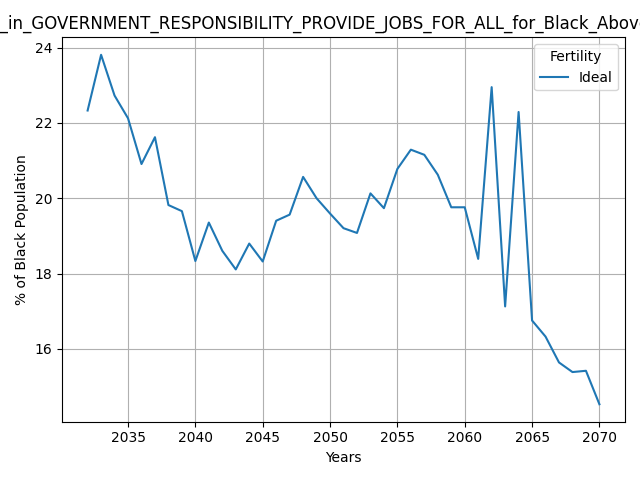 _in_GOVERNMENT_RESPONSIBILITY_PROVIDE_JOBS_FOR_ALL_for_Black_Abov
24
22
20
18
16
% of Black Population
Fertility
Ideal
2035 2040 2045 2050 2055 2060 2065 2070
Years